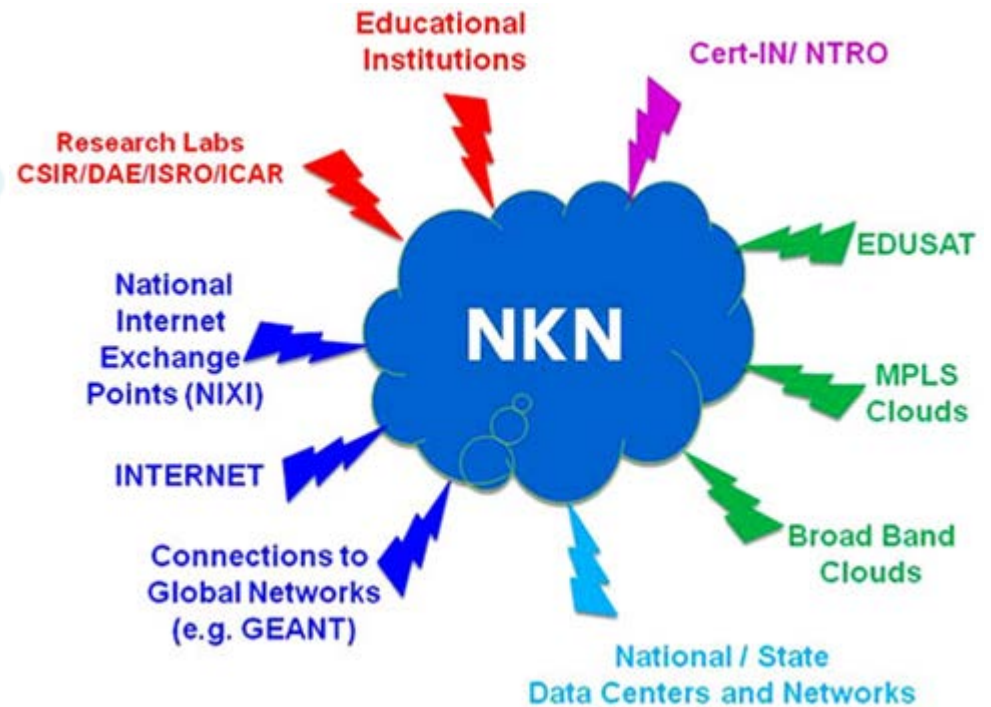 Educational
Institutions
Cert-IN/ NTRO
Research Labs
CSIR/DAE/ISRO/ICAR
EDUSAT
National
Internet
Exchange
Points (NIXI)
NKN
MPLS
Clouds
INTERNET
Broad Band
Clouds
Connections to
Global Networks
(e.g. GEANT)
National / State
Data Centers and Networks